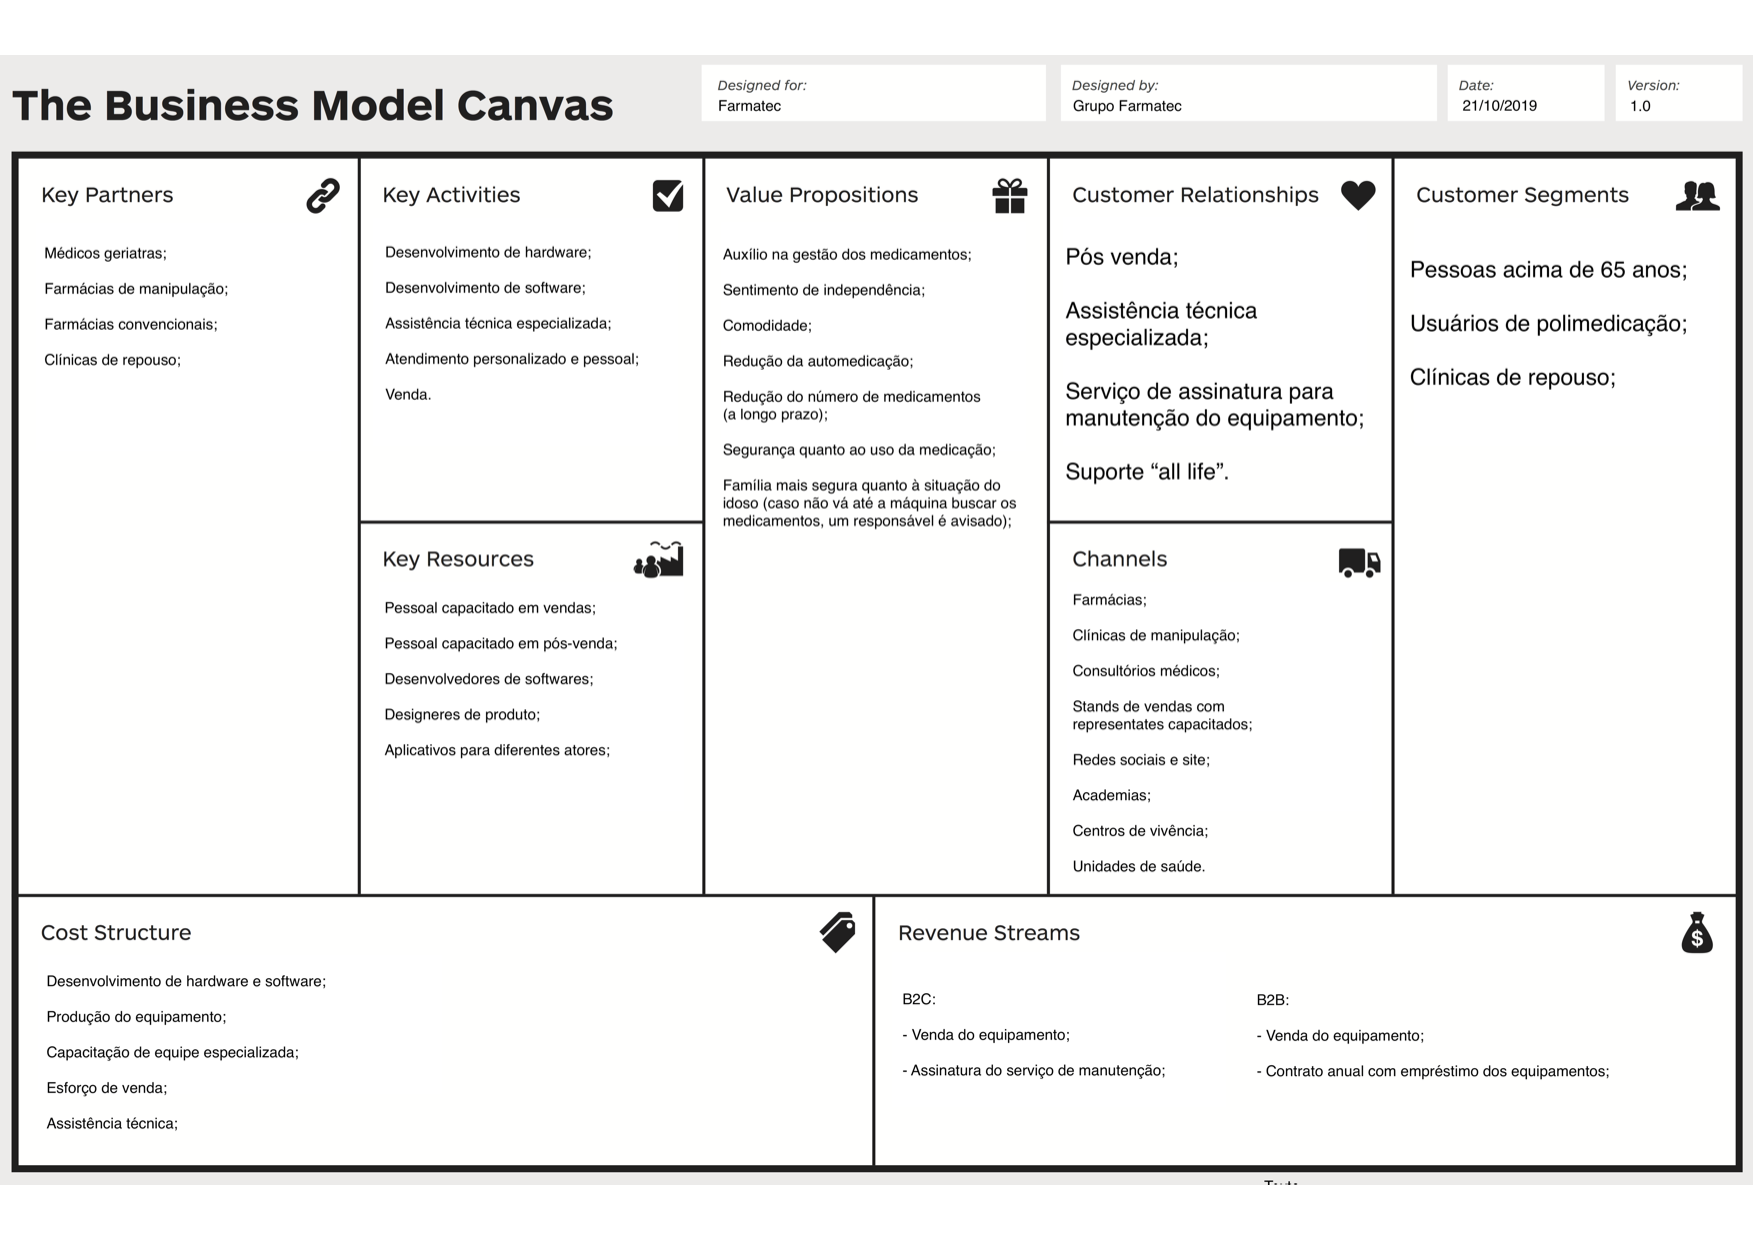 The Business Model Canvas
Designed for:
Farmatec
Designed by:
Grupo Farmatec
Date:
21/10/2019
Version:
1.0
Key Partners
Médicos geriatras;
Farmácias de manipulação;
Farmácias convencionais;
Clínicas de repouso;
Key Activities
Desenvolvimento de hardware;
Desenvolvimento de software;
Assistência técnica especializada;
Atendimento personalizado e pessoal;
Venda.
Key Resources
Pessoal capacitado em vendas;
Pessoal capacitado em pós-venda;
Desenvolvedores de softwares;
Designeres de produto;
Aplicativos para diferentes atores;
Value Propositions
Auxílio na gestão dos medicamentos;
Sentimento de independência;
Comodidade;
Redução da automedicação;
Redução do número de medicamentos
(a longo prazo);
Segurança quanto ao uso da medicação;
Família mais segura quanto à situação do
idoso (caso não vá até a máquina buscar os
medicamentos, um responsável é avisado);
Customer Relationships
Pós venda;
Assistência técnica
especializada;
Serviço de assinatura para
manutenção do equipamento;
Suporte “all life”.
Channels
Farmácias;
Clínicas de manipulação;
Consultórios médicos;
Stands de vendas com
representates capacitados;
Redes sociais e site;
Academias;
Centros de vivência;
Unidades de saúde.
Customer Segments
Pessoas acima de 65 anos;
Usuários de polimedicação;
Clínicas de repouso;
Cost Structure
Desenvolvimento de hardware e software;
Produção do equipamento;
Capacitação de equipe especializada;
Esforço de venda;
Assistência técnica;
Revenue Streams
$
B2C:
- Venda do equipamento;
- Assinatura do serviço de manutenção;
B2B:
- Venda do equipamento;
- Contrato anual com empréstimo dos equipamentos;